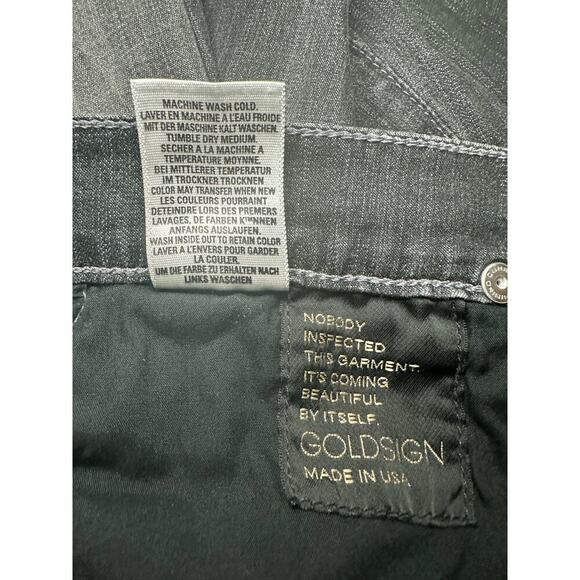 MACHINE WASH COLD.
LAVER EN MACHINE A L'EAU FROIDE
MIT DER MASCHINE KALT WASCHEN.
TUMBLE DRY MEDIUM
SECHER A LA MACHINE A
TEMPERATURE MOYNNE.
BEI MITTLERER TEMPERATUR
IM TROCKNER TROCKNEN
COLOR MAY TRANSFER WHEN NEW
LES COULEURS POURRAINT
DETEINDRE LORS DES PREMERS
LAVAGES, DE FARBEN K™NNEN
ANFANGS AUSLAUFEN.
WASH INSIDE OUT TO RETAIN COLOR
LAVER A L'ENVERS POUR GARDER
LA COULER.
UM DIE FARBE ZU ERHALTEN NACH
LINKS WASCHEN
NOBODY
INSPECTED
THIS GARMENT.
IT'S COMING
BEAUTIFUL
BY ITSELF.
GOLDSIGN
MADE IN USA